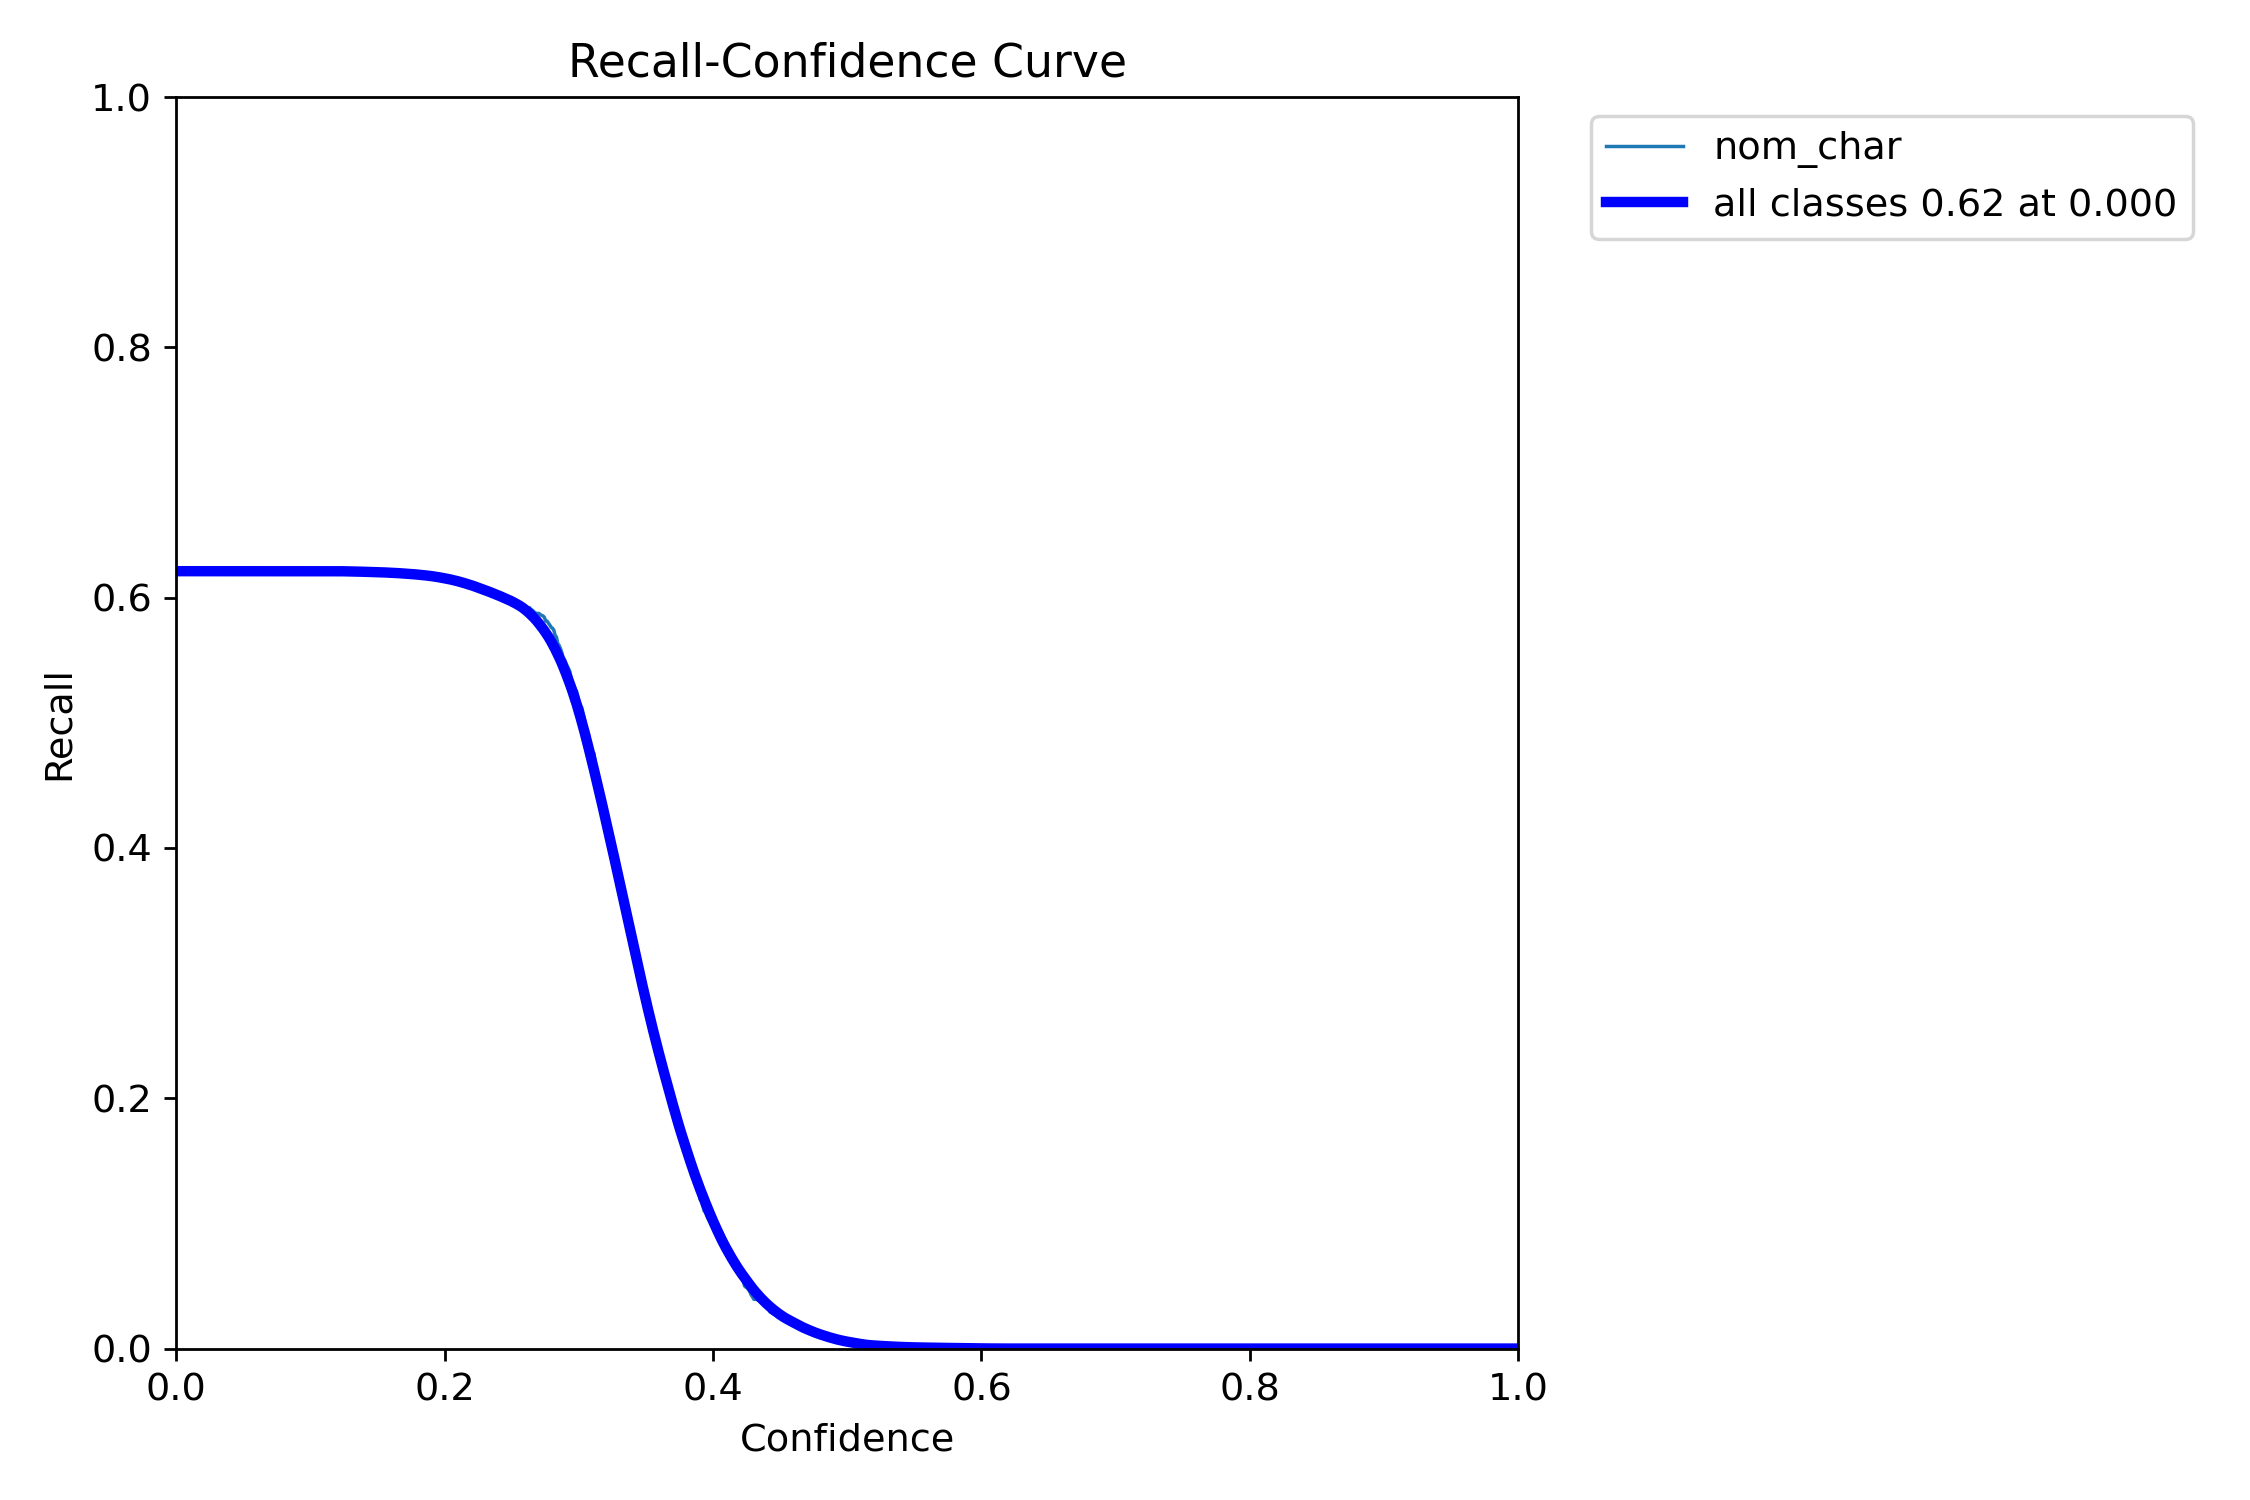 Recall-Confidence Curve
1.0
0.8
0.6
0.4
0.2
0.0
Recall
0.0 0.2 0.4 0.6 0.8 1.0
Confidence
nom_char
all classes 0.62 at 0.000